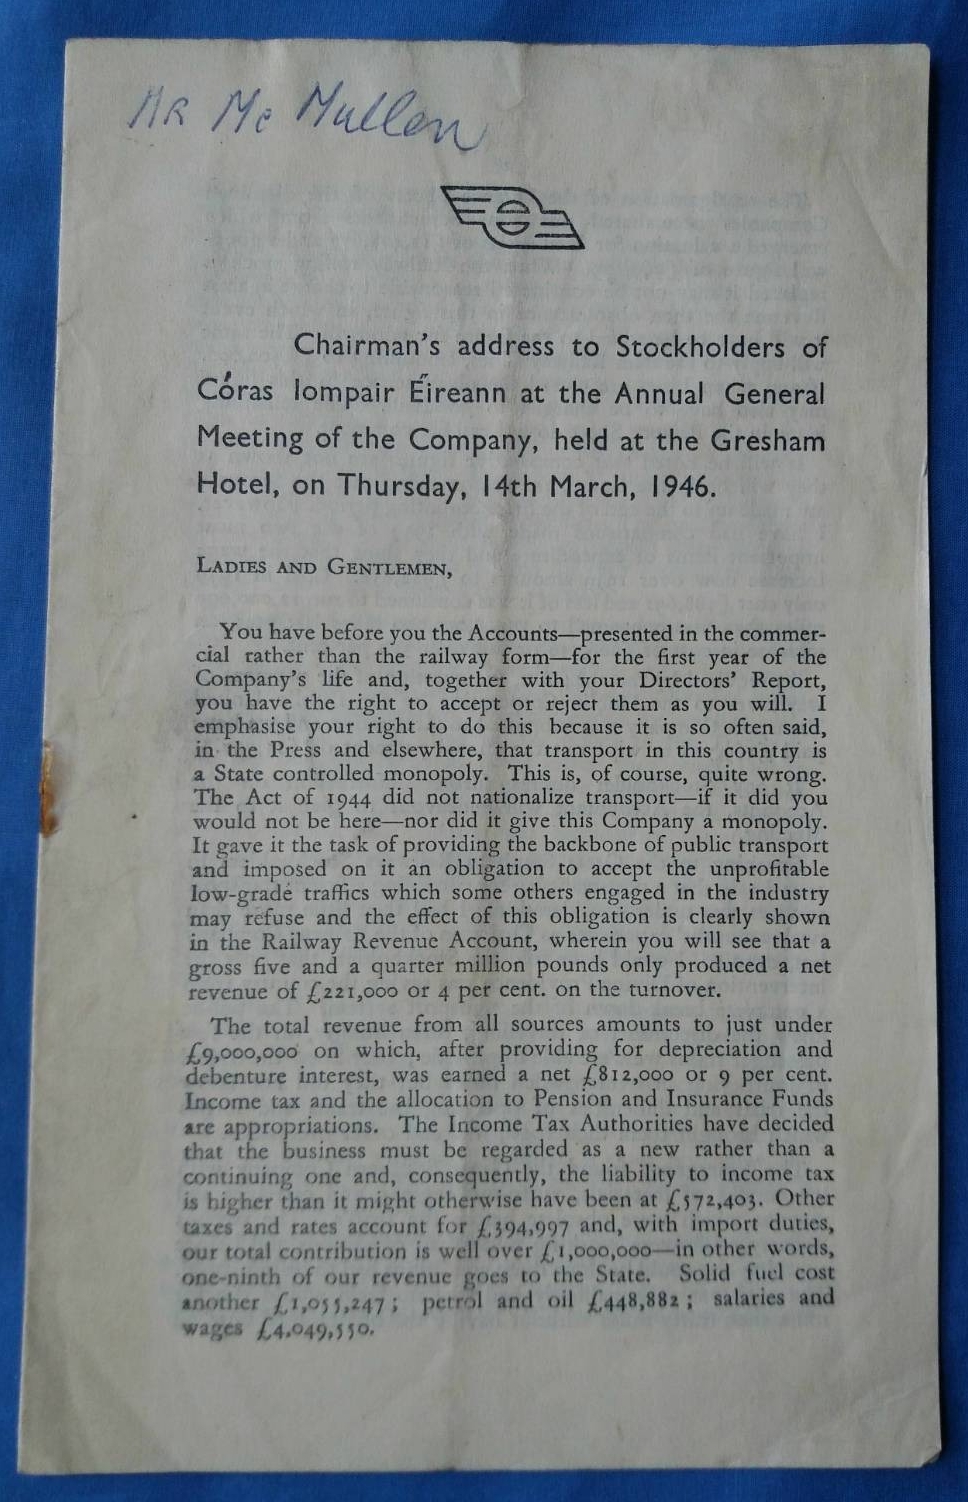 Mr Mc Mullen
Chairman's address to Stockholders of
Córas Iompair Éireann at the Annual General
Meeting of the Company, held at the Gresham
Hotel, on Thursday, 14th March, 1946.
LADIES AND GENTLEMEN,
You have before you the Accounts—presented in the commer-
cial rather than the railway form—for the first year of the
Company's life and, together with your Directors' Report,
you have the right to accept or reject them as you will. I
emphasise your right to do this because it is so often said,
in the Press and elsewhere, that transport in this country is
a State controlled monopoly. This is, of course, quite wrong.
The Act of 1944 did not nationalize transport—if it did you
would not be here—nor did it give this Company a monopoly.
It gave it the task of providing the backbone of public transport
and imposed on it an obligation to accept the unprofitable
low-grade traffics which some others engaged in the industry
may refuse and the effect of this obligation is clearly shown
in the Railway Revenue Account, wherein you will see that a
gross five and a quarter million pounds only produced a net
revenue of £221,000 or 4 per cent. on the turnover.
The total revenue from all sources amounts to just under
£9,000,000 on which, after providing for depreciation and
debenture interest, was earned a net £812,000 or 9 per cent.
Income tax and the allocation to Pension and Insurance Funds
are appropriations. The Income Tax Authorities have decided
that the business must be regarded as a new rather than a
continuing one and, consequently, the liability to income tax
is higher than it might otherwise have been at £572,403. Other
taxes and rates account for £394,997 and, with import duties,
our total contribution is well over £1,000,000—in other words,
one-ninth of our revenue goes to the State. Solid fuel cost
another £1,055,247; petrol and oil £448,882; salaries and
wages £4,049,550.